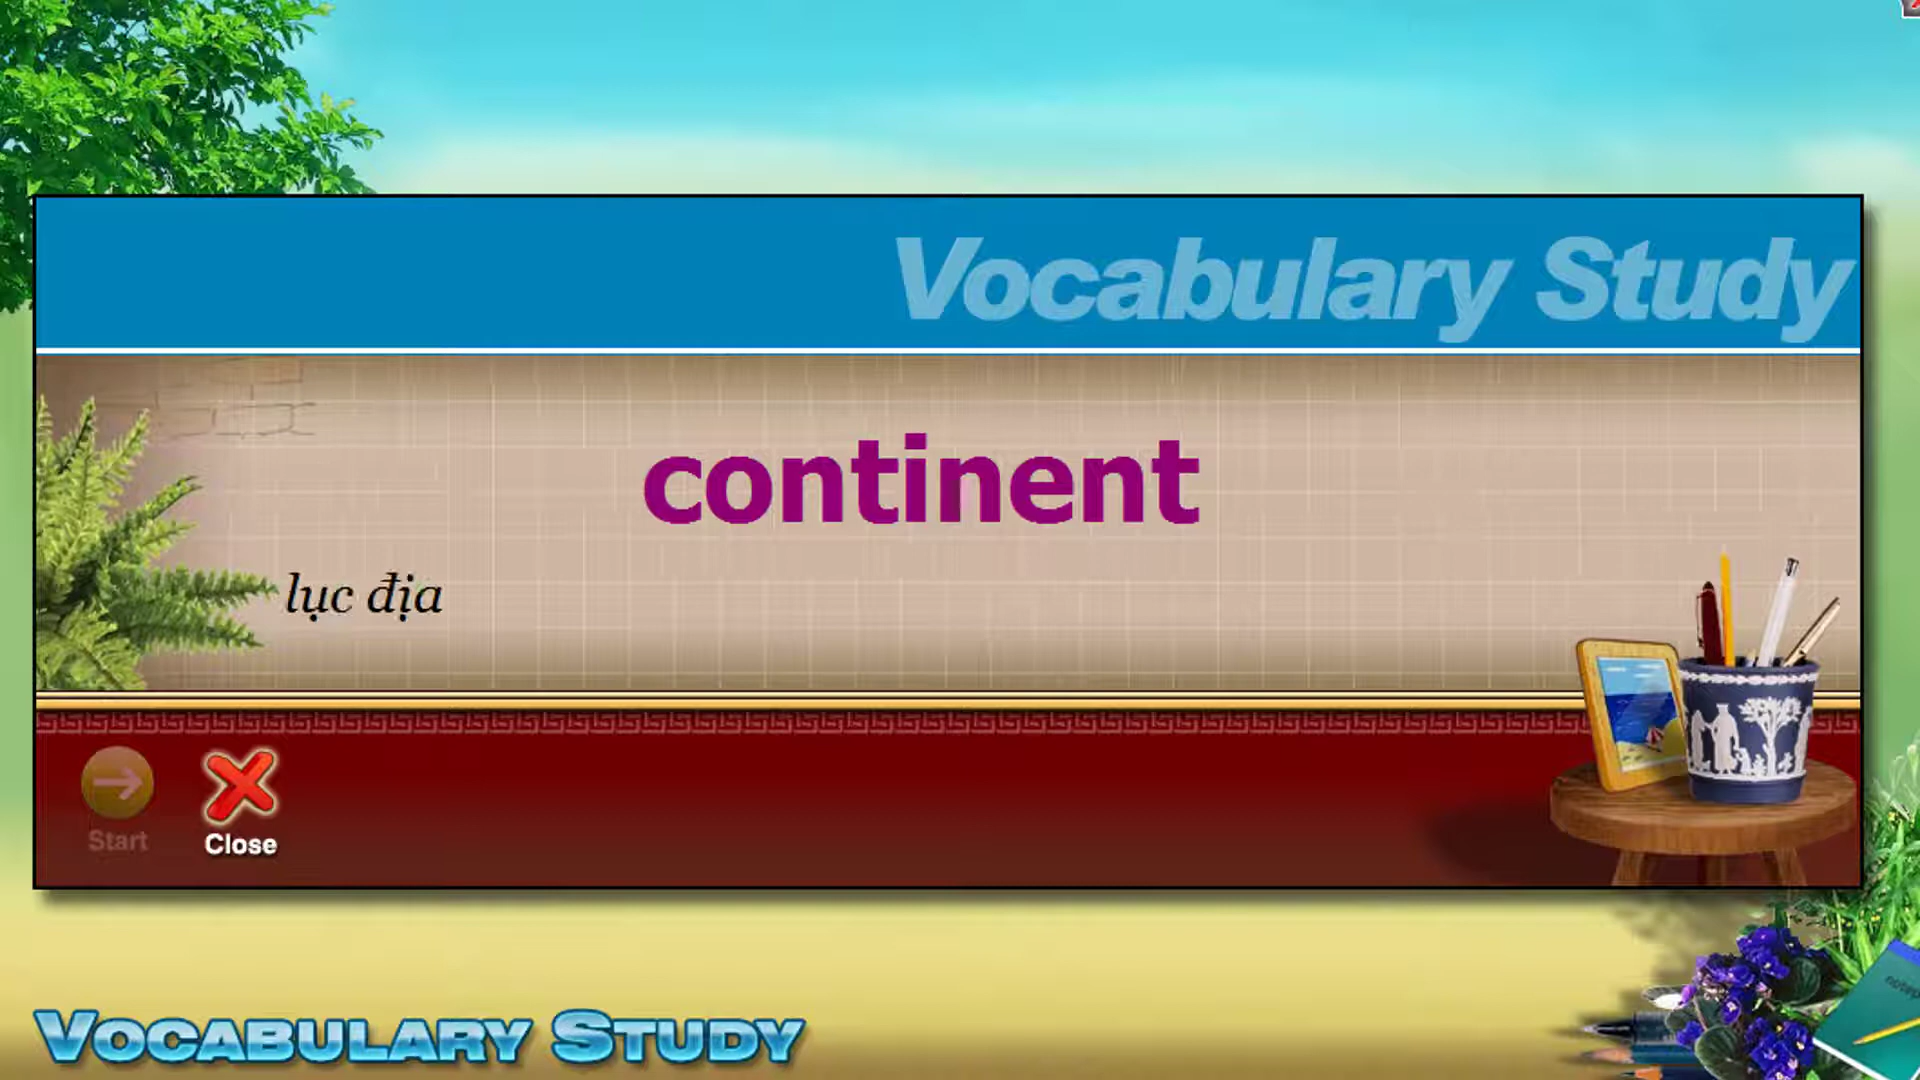 Vocabulary Study
continent
lục địa
Start
Close
VOCABULARY STUDY